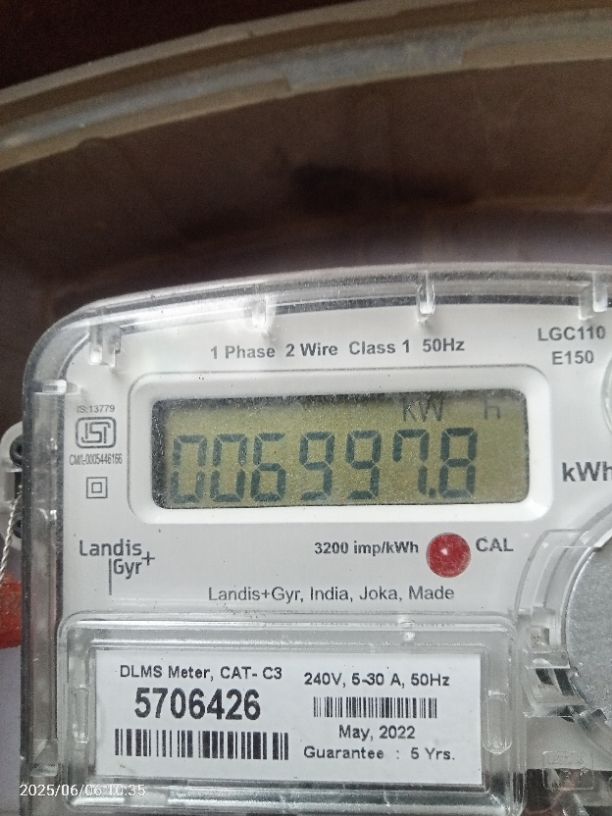 LGC110
E150
1 Phase 2 Wire Class 1 50Hz
IS:13779
CM/L-0005446166
kW h
006997.8
kWh
Landis
Gyr+
3200 imp/kWh
CAL
Landis+Gyr, India, Joka, Made
DLMS Meter, CAT- C3
5706426
240V, 5-30 A, 50Hz
May, 2022
Guarantee : 5 Yrs.
2025/06/06 10:35